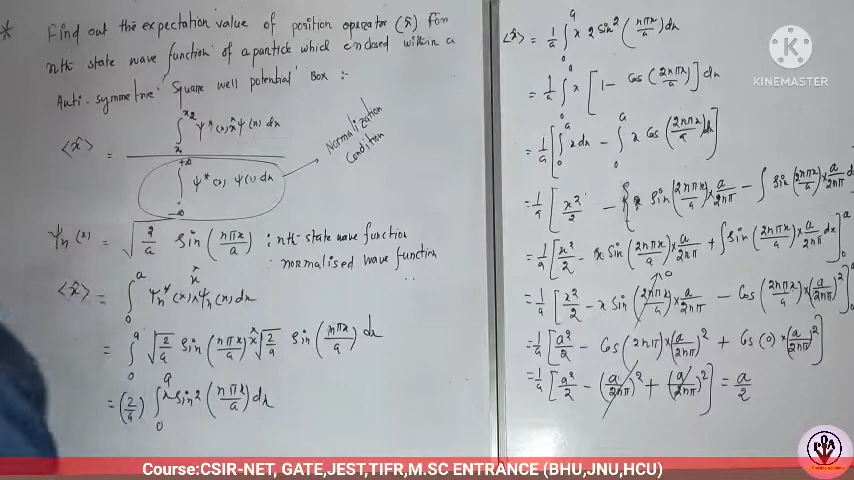 * Find out the expectation value of position operator (x̂) for
nth state wave function of a particle which enclosed within a
Anti-symmetric Square well potential Box :-
⟨x̂⟩ = ∫_{x₁}^{x₂} ψ*(x) x̂ ψ(x) dx / ∫_{-∞}^{+∞} ψ*(x) ψ(x) dx
Normalization
Condition
ψₙ(x) = √(2/a) Sin(nπx/a) : nth state wave function
: normalised wave function
⟨x̂⟩ = ∫₀^a ψₙ*(x) x̂ ψₙ(x) dx
= ∫₀^a √(2/a) Sin(nπx/a) x̂ √(2/a) Sin(nπx/a) dx
= (2/a) ∫₀^a x Sin²(nπx/a) dx
⟨x̂⟩ = 1/a ∫₀^a x 2 Sin²(nπx/a) dx
= 1/a ∫₀^a x [1 - Cos(2nπx/a)] dx
= 1/a [∫₀^a x dx - ∫₀^a x Cos(2nπx/a) dx]
= 1/a [x²/2 - { x Sin(2nπx/a) × a/2nπ - ∫ Sin(2nπx/a) × a/2nπ d
= 1/a [x²/2 - x Sin(2nπx/a) × a/2nπ + ∫ Sin(2nπx/a) × a/2nπ dx]₀^a
= 1/a [x²/2 - x Sin(2nπx/a) × a/2nπ - Cos(2nπx/a) × (a/2nπ)²]₀^a
= 1/a [a²/2 - Cos(2nπ) × (a/2nπ)² + Cos(0) × (a/2nπ)²]
= 1/a [a²/2 - (a/2nπ)² + (a/2nπ)²] = a/2
KINEMASTER
Course:CSIR-NET, GATE,JEST,TIFR,M.SC ENTRANCE (BHU,JNU,HCU)